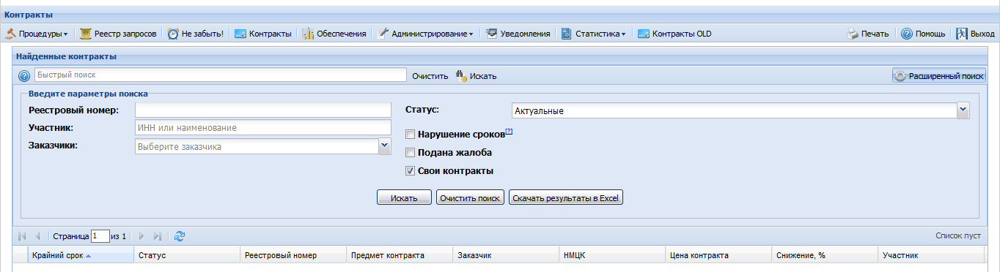 Контракты
Процедуры Реестр запросов Не забыть! Контракты Обеспечения Администрирование Уведомления Статистика Контракты OLD Печать Помощь Выход
Найденные контракты
Быстрый поиск Очистить Искать Расширенный поиск
Введите параметры поиска
Реестровый номер: Статус: Актуальные
Участник: ИНН или наименование
Нарушение сроков[?]
Заказчики: Выберите заказчика
Подана жалоба
Свои контракты
Искать Очистить поиск Скачать результаты в Excel
Страница 1 из 1 Список пуст
Крайний срок Статус Реестровый номер Предмет контракта Заказчик НМЦК Цена контракта Снижение, % Участник